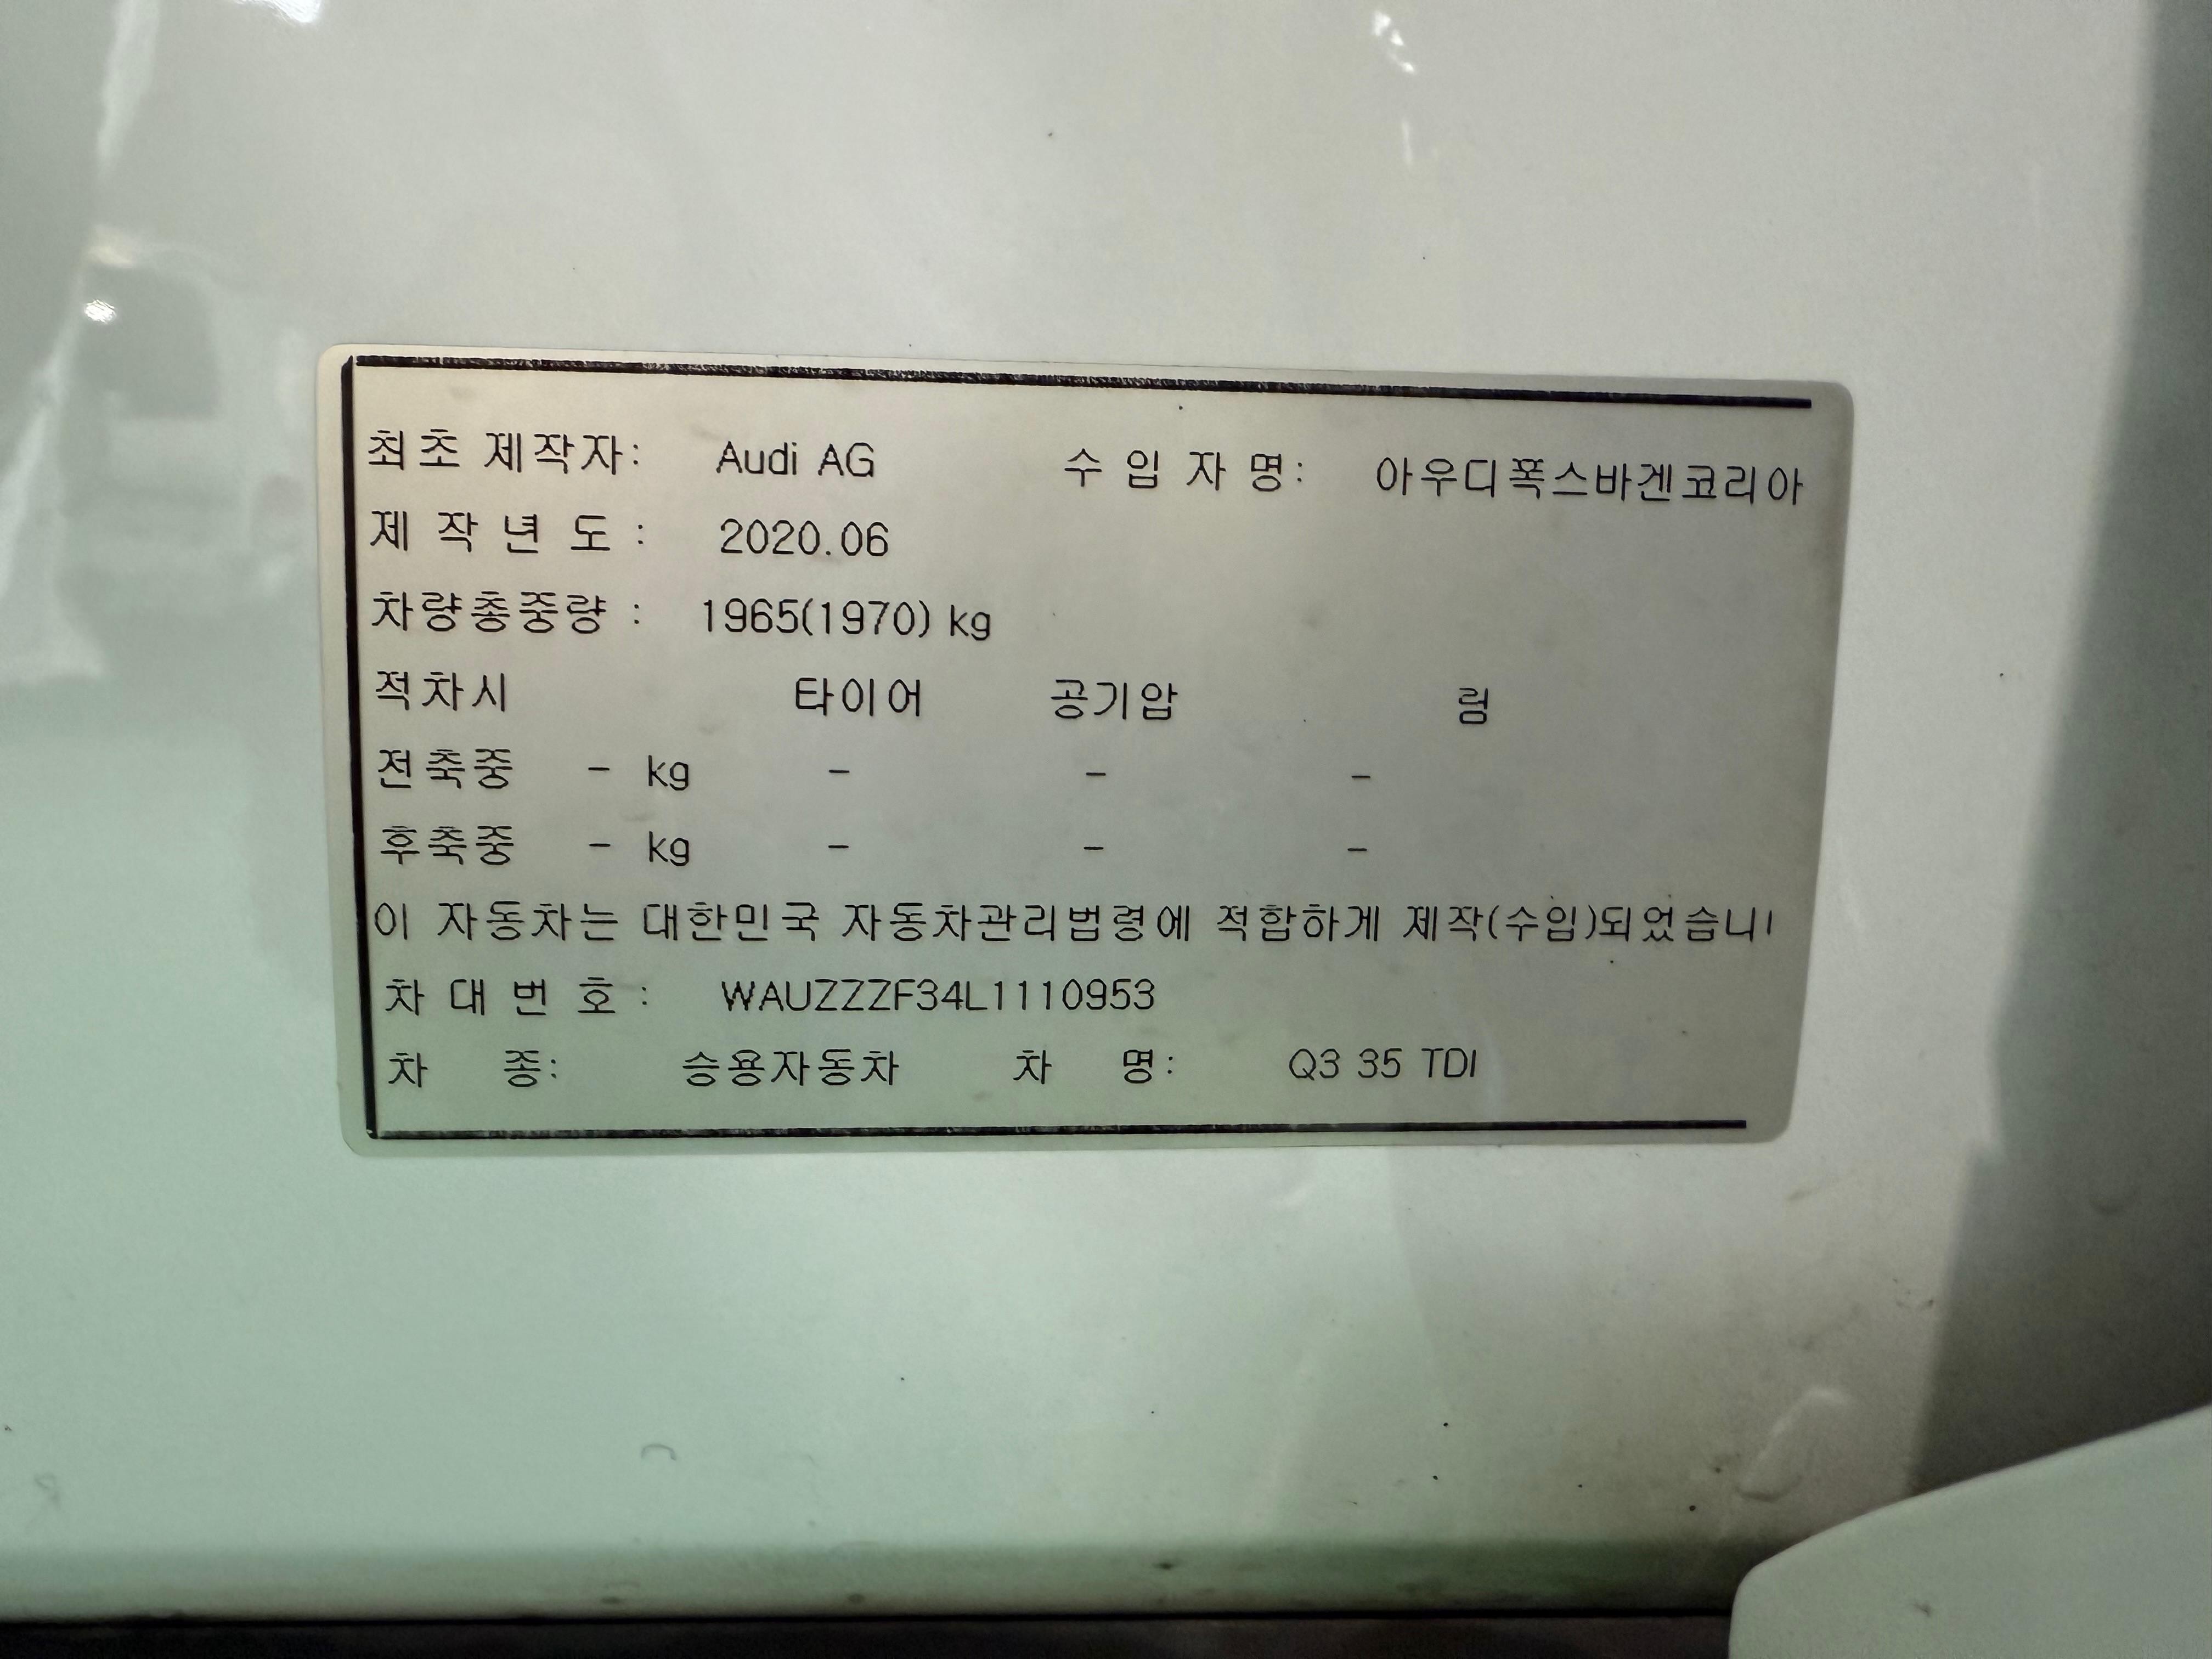 최초 제작자: Audi AG 수 입 자 명: 아우디폭스바겐코리아
제 작 년 도 : 2020.06
차량총중량 : 1965(1970) kg
적차시 타이어 공기압 림
전축중 - kg - - -
후축중 - kg - - -
이 자동차는 대한민국 자동차관리법령에 적합하게 제작(수입)되었습니
차 대 번 호 : WAUZZZF34L1110953
차 종: 승용자동차 차 명: Q3 35 TDI